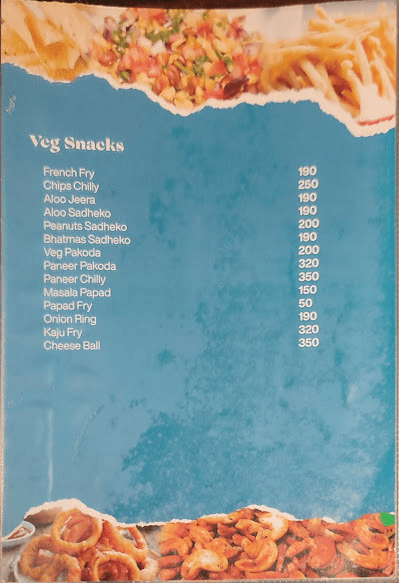 Veg Snacks
French Fry 190
Chips Chilly 250
Aloo Jeera 190
Aloo Sadheko 190
Peanuts Sadheko 200
Bhatmas Sadheko 190
Veg Pakoda 200
Paneer Pakoda 320
Paneer Chilly 350
Masala Papad 150
Papad Fry 50
Onion Ring 190
Kaju Fry 320
Cheese Ball 350